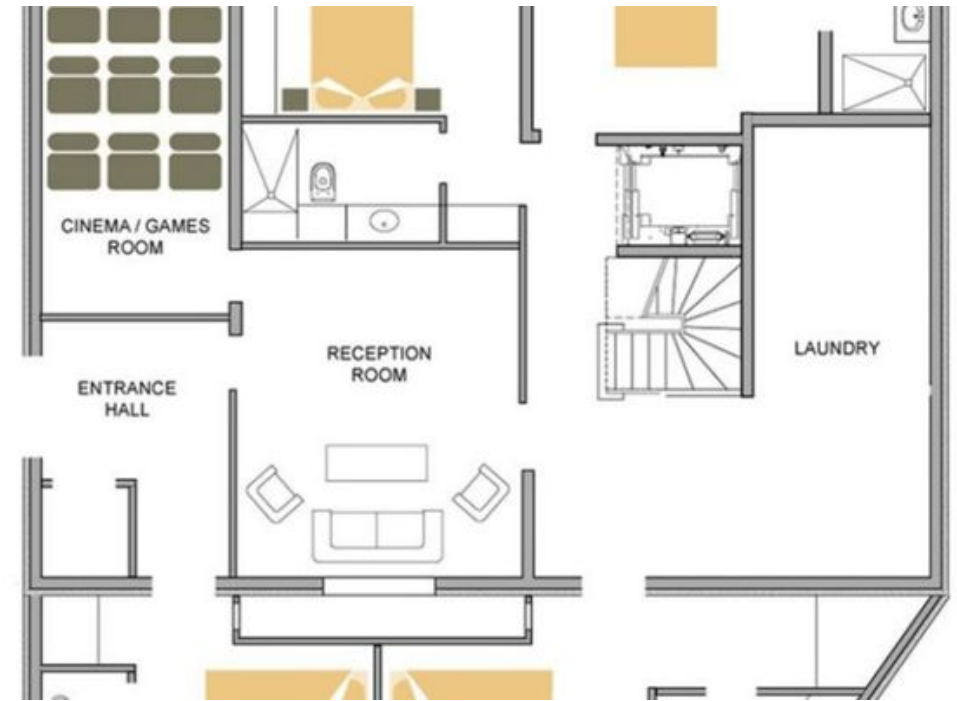 CINEMA / GAMES
ROOM
RECEPTION
ROOM
LAUNDRY
ENTRANCE
HALL